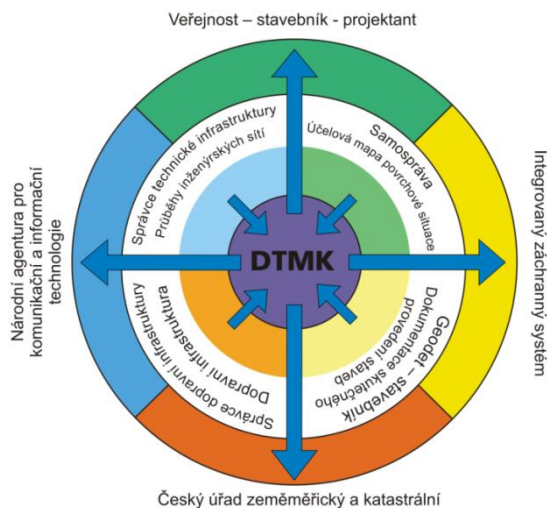 Veřejnost – stavebník - projektant
Správce technické infrastruktury
Průběhy inženýrských sítí
Samospráva
Účelová mapa povrchové situace
Národní agentura pro
komunikační a informační
technologie
DTMK
Integrovaný záchranný systém
Správce dopravní infrastruktury
Dopravní infrastruktura
Geodet – stavebník
Dokumentace skutečného
provedení staveb
Český úřad zeměměřický a katastrální